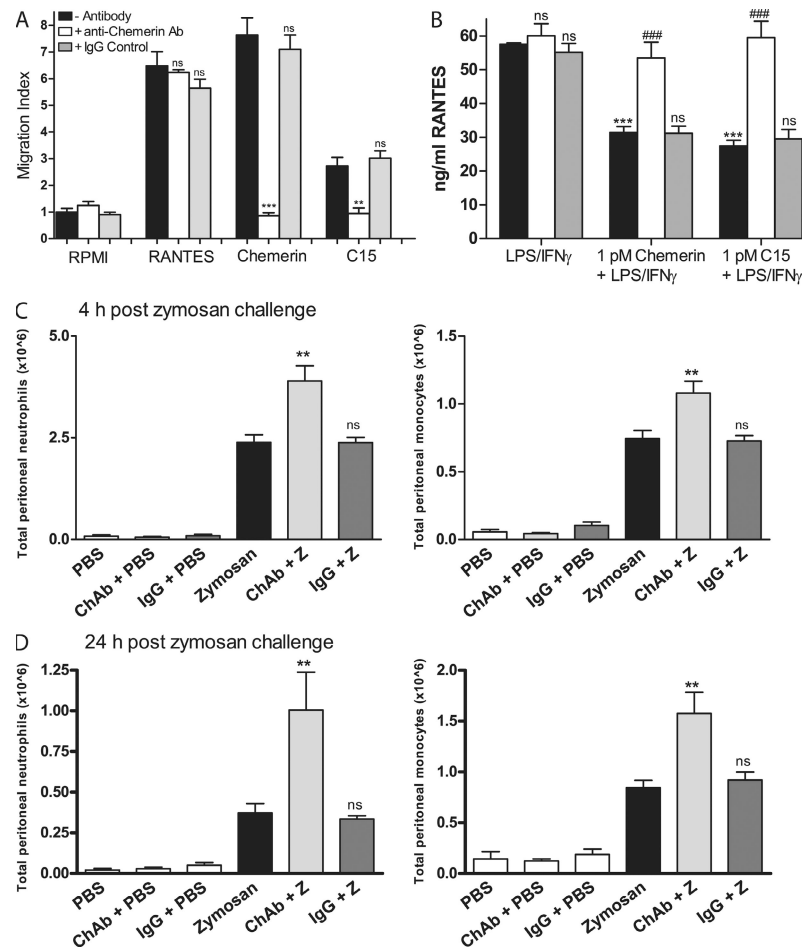 A
- Antibody
+ anti-Chemerin Ab
+ IgG Control
Migration Index
8
7
6
5
4
3
2
1
0
ns
ns
***
ns
**
ns
RPMI
RANTES
Chemerin
C15
B
ng/ml RANTES
60
50
40
30
20
10
0
ns
ns
***
###
ns
***
###
ns
LPS/IFNγ
1 pM Chemerin
+ LPS/IFNγ
1 pM C15
+ LPS/IFNγ
C
4 h post zymosan challenge
Total peritoneal neutrophils (x10^6)
5.0
2.5
0.0
**
ns
PBS
ChAb + PBS
IgG + PBS
Zymosan
ChAb + Z
IgG + Z
Total peritoneal monocytes (x10^6)
1.5
1.0
0.5
0.0
**
ns
PBS
ChAb + PBS
IgG + PBS
Zymosan
ChAb + Z
IgG + Z
D
24 h post zymosan challenge
Total peritoneal neutrophils (x10^6)
1.25
1.00
0.75
0.50
0.25
0.00
**
ns
PBS
ChAb + PBS
IgG + PBS
Zymosan
ChAb + Z
IgG + Z
Total peritoneal monocytes (x10^6)
2.0
1.5
1.0
0.5
0.0
**
ns
PBS
ChAb + PBS
IgG + PBS
Zymosan
ChAb + Z
IgG + Z